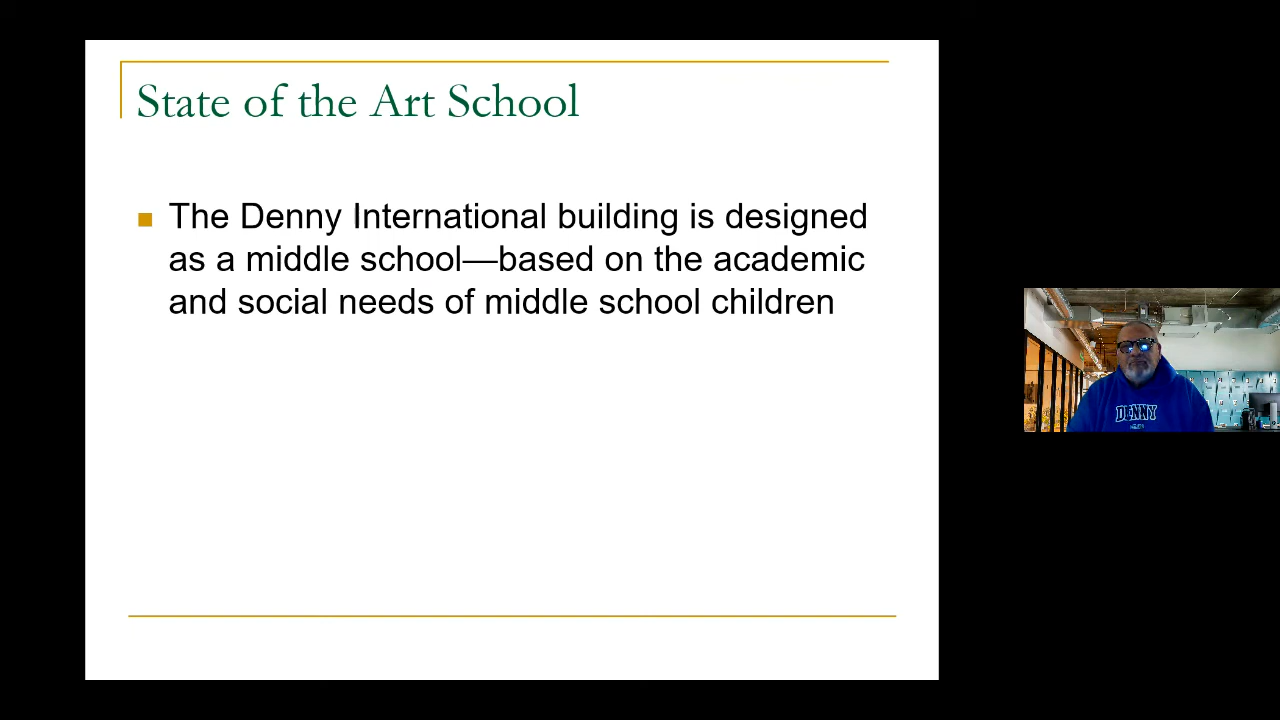 State of the Art School
The Denny International building is designed
as a middle school—based on the academic
and social needs of middle school children
DENNY